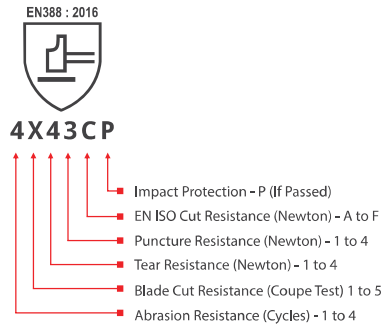 EN388 : 2016
4X43CP
Impact Protection - P (If Passed)
EN ISO Cut Resistance (Newton) - A to F
Puncture Resistance (Newton) - 1 to 4
Tear Resistance (Newton) - 1 to 4
Blade Cut Resistance (Coupe Test) 1 to 5
Abrasion Resistance (Cycles) - 1 to 4